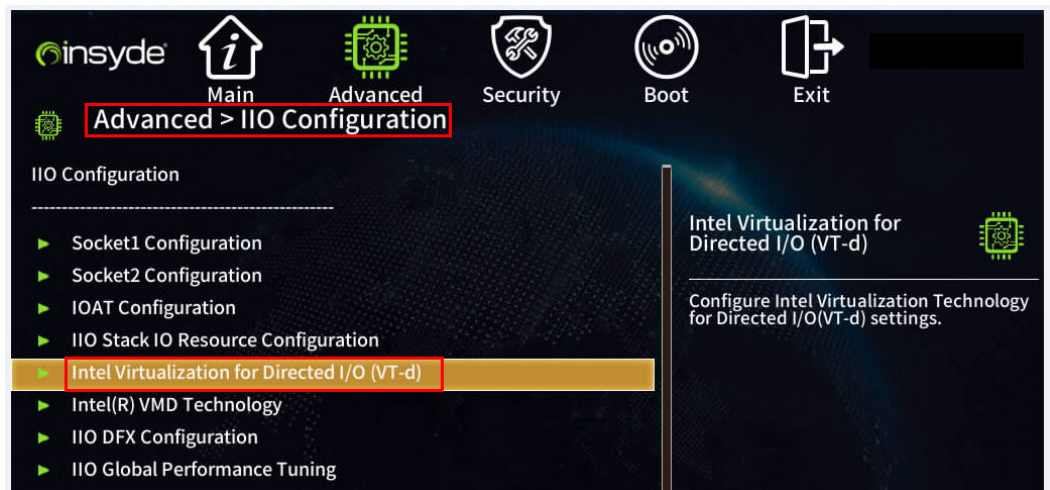 insyde
Main
Advanced
Security
Boot
Exit
Advanced > IIO Configuration
IIO Configuration
--------------------------------------------------
Socket1 Configuration
Socket2 Configuration
IOAT Configuration
IIO Stack IO Resource Configuration
Intel Virtualization for Directed I/O (VT-d)
Intel(R) VMD Technology
IIO DFX Configuration
IIO Global Performance Tuning
Intel Virtualization for
Directed I/O (VT-d)
Configure Intel Virtualization Technology
for Directed I/O(VT-d) settings.